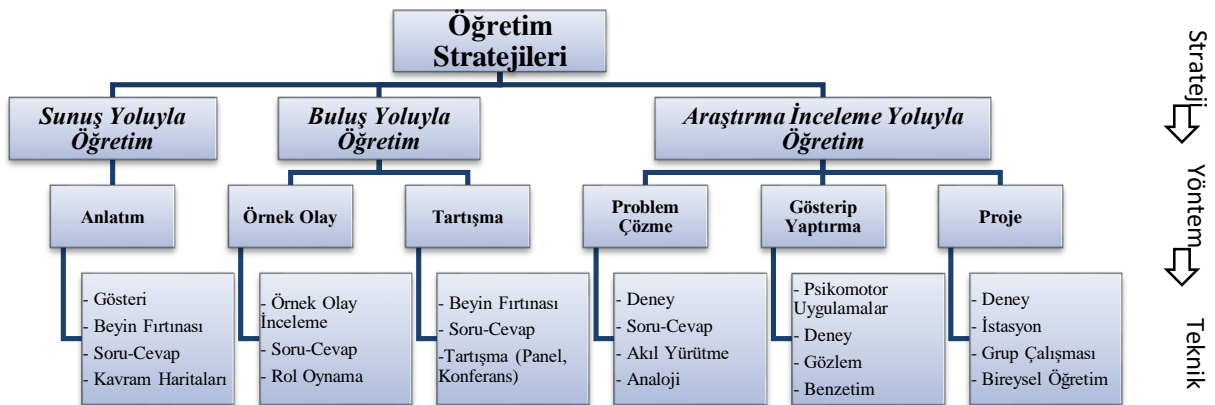 Öğretim
Stratejileri
Sunuş Yoluyla
Öğretim
Buluş Yoluyla
Öğretim
Araştırma İnceleme Yoluyla
Öğretim
Anlatım
Örnek Olay
Tartışma
Problem
Çözme
Gösterip
Yaptırma
Proje
- Gösteri
- Beyin Fırtınası
- Soru-Cevap
- Kavram Haritaları
- Örnek Olay
İnceleme
- Soru-Cevap
- Rol Oynama
- Beyin Fırtınası
- Soru-Cevap
-Tartışma (Panel,
Konferans)
- Deney
- Soru-Cevap
- Akıl Yürütme
- Analoji
- Psikomotor
Uygulamalar
- Deney
- Gözlem
- Benzetim
- Deney
- İstasyon
- Grup Çalışması
- Bireysel Öğretim
Strateji
Yöntem
Teknik